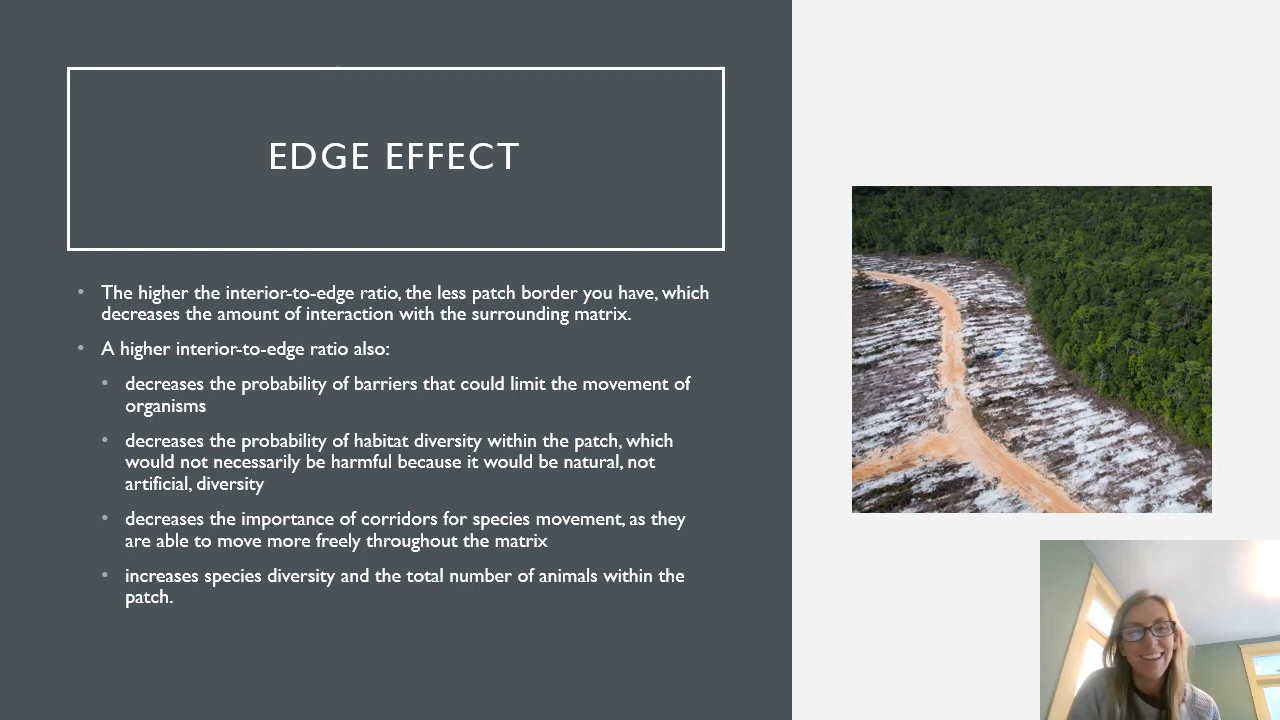 EDGE EFFECT
• The higher the interior-to-edge ratio, the less patch border you have, which
decreases the amount of interaction with the surrounding matrix.
• A higher interior-to-edge ratio also:
• decreases the probability of barriers that could limit the movement of
organisms
• decreases the probability of habitat diversity within the patch, which
would not necessarily be harmful because it would be natural, not
artificial, diversity
• decreases the importance of corridors for species movement, as they
are able to move more freely throughout the matrix
• increases species diversity and the total number of animals within the
patch.